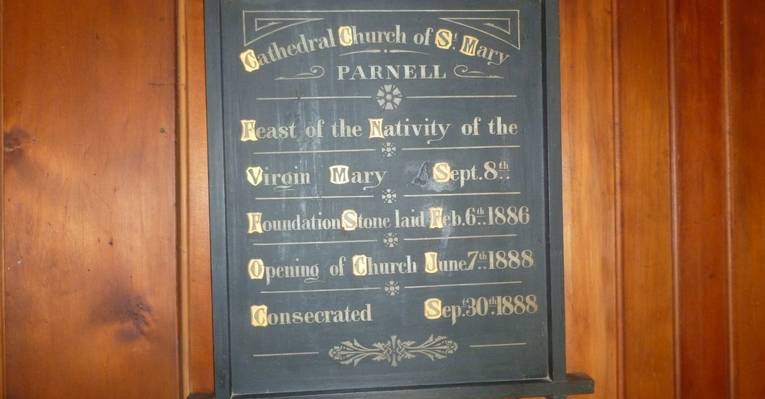 Cathedral Church of St. Mary
PARNELL
Feast of the Nativity of the
Virgin Mary Sept. 8th
Foundation Stone laid Feb. 6th 1886
Opening of Church June 7th 1888
Consecrated Sept. 30th 1888